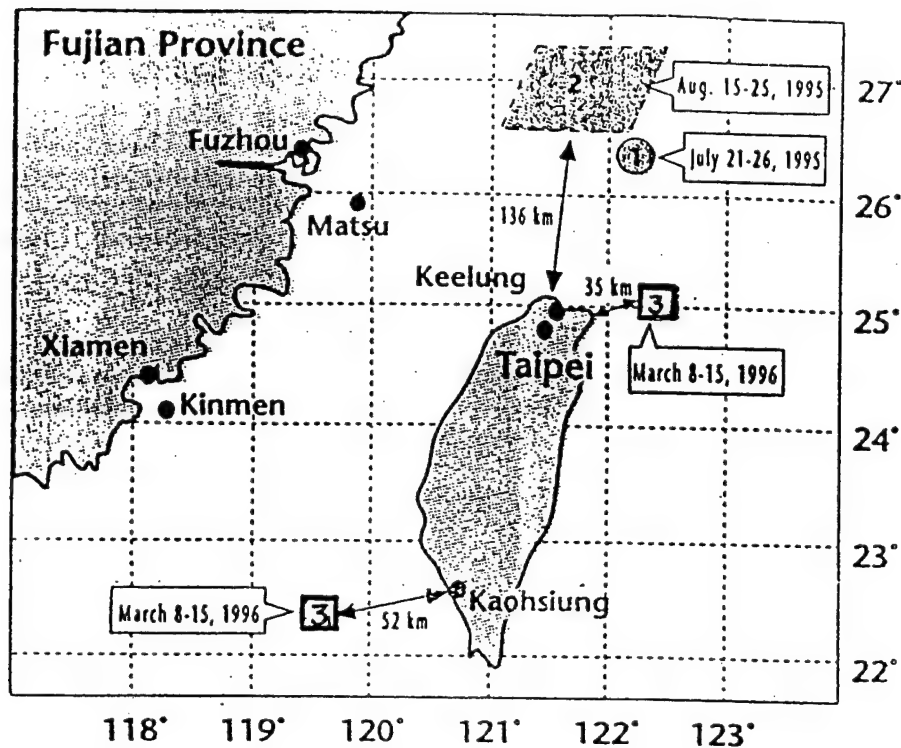 Fujian Province
2
Aug. 15-25, 1995
27°
Fuzhou
1
July 21-26, 1995
Matsu
136 km
26°
Keelung
35 km
3
25°
Xiamen
Taipei
March 8-15, 1996
Kinmen
24°
23°
March 8-15, 1996
3
52 km
Kaohsiung
22°
118°
119°
120°
121°
122°
123°